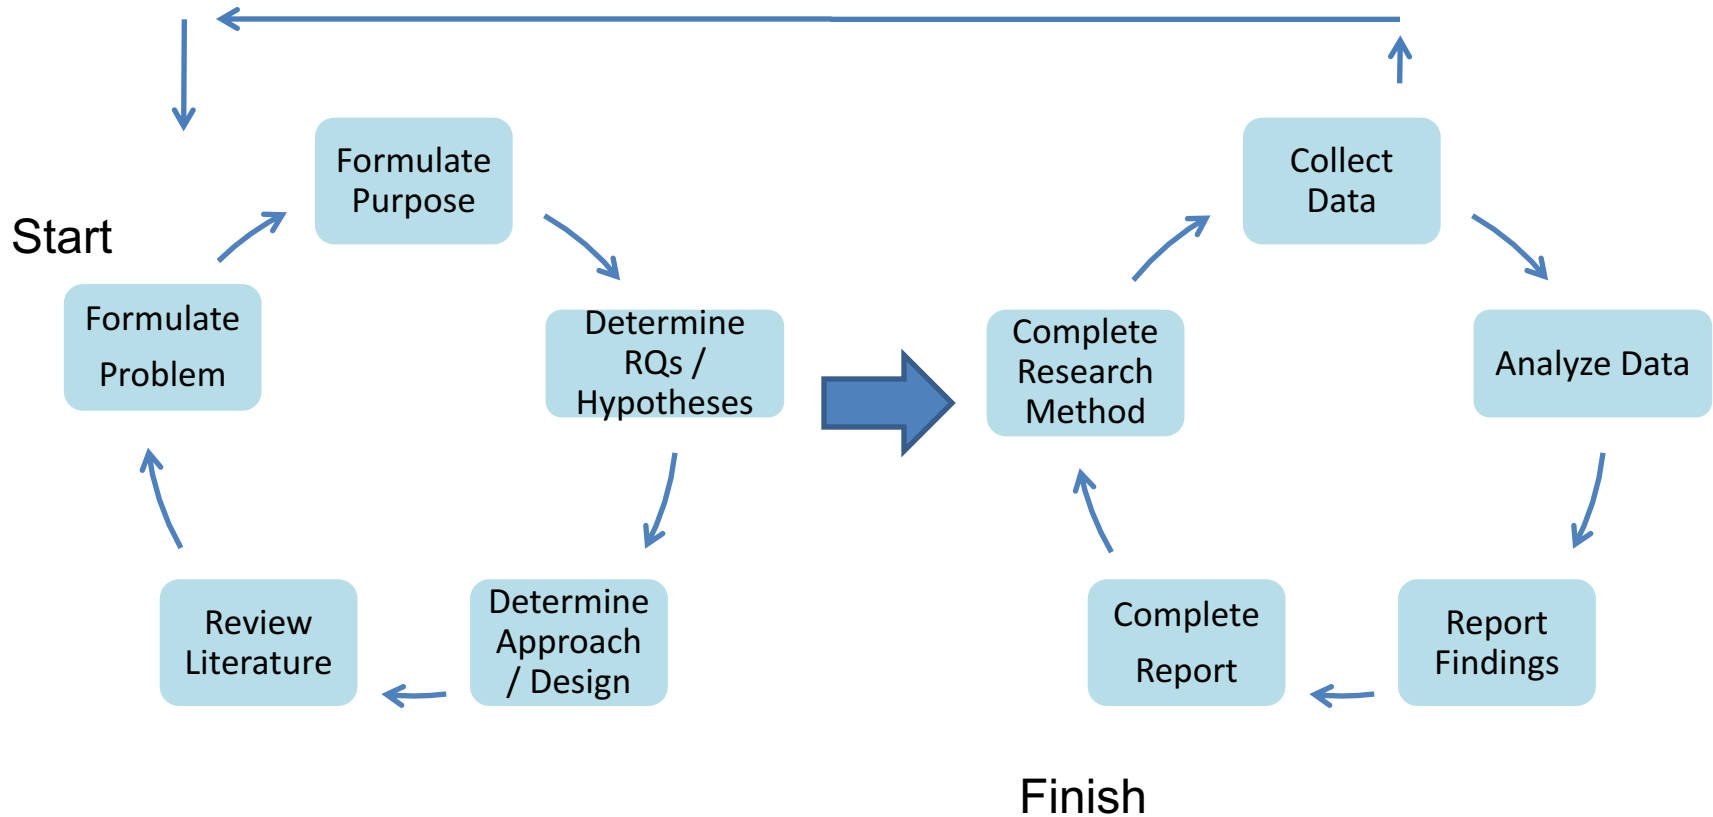 Start
Formulate
Problem
Formulate
Purpose
Determine
RQs /
Hypotheses
Determine
Approach
/ Design
Review
Literature
Complete
Research
Method
Collect
Data
Analyze Data
Report
Findings
Complete
Report
Finish